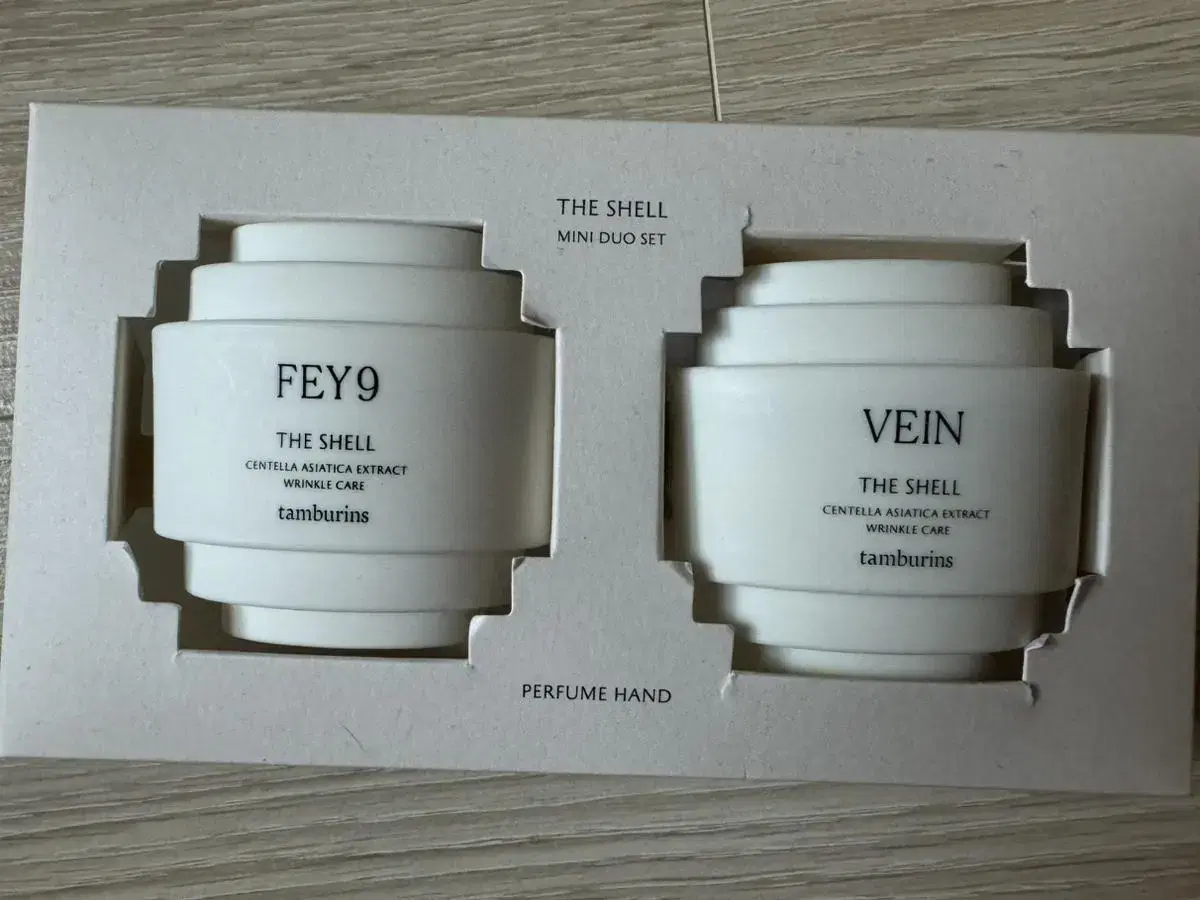 THE SHELL
MINI DUO SET
FEY9
THE SHELL
CENTELLA ASIATICA EXTRACT
WRINKLE CARE
tamburins
VEIN
THE SHELL
CENTELLA ASIATICA EXTRACT
WRINKLE CARE
tamburins
PERFUME HAND